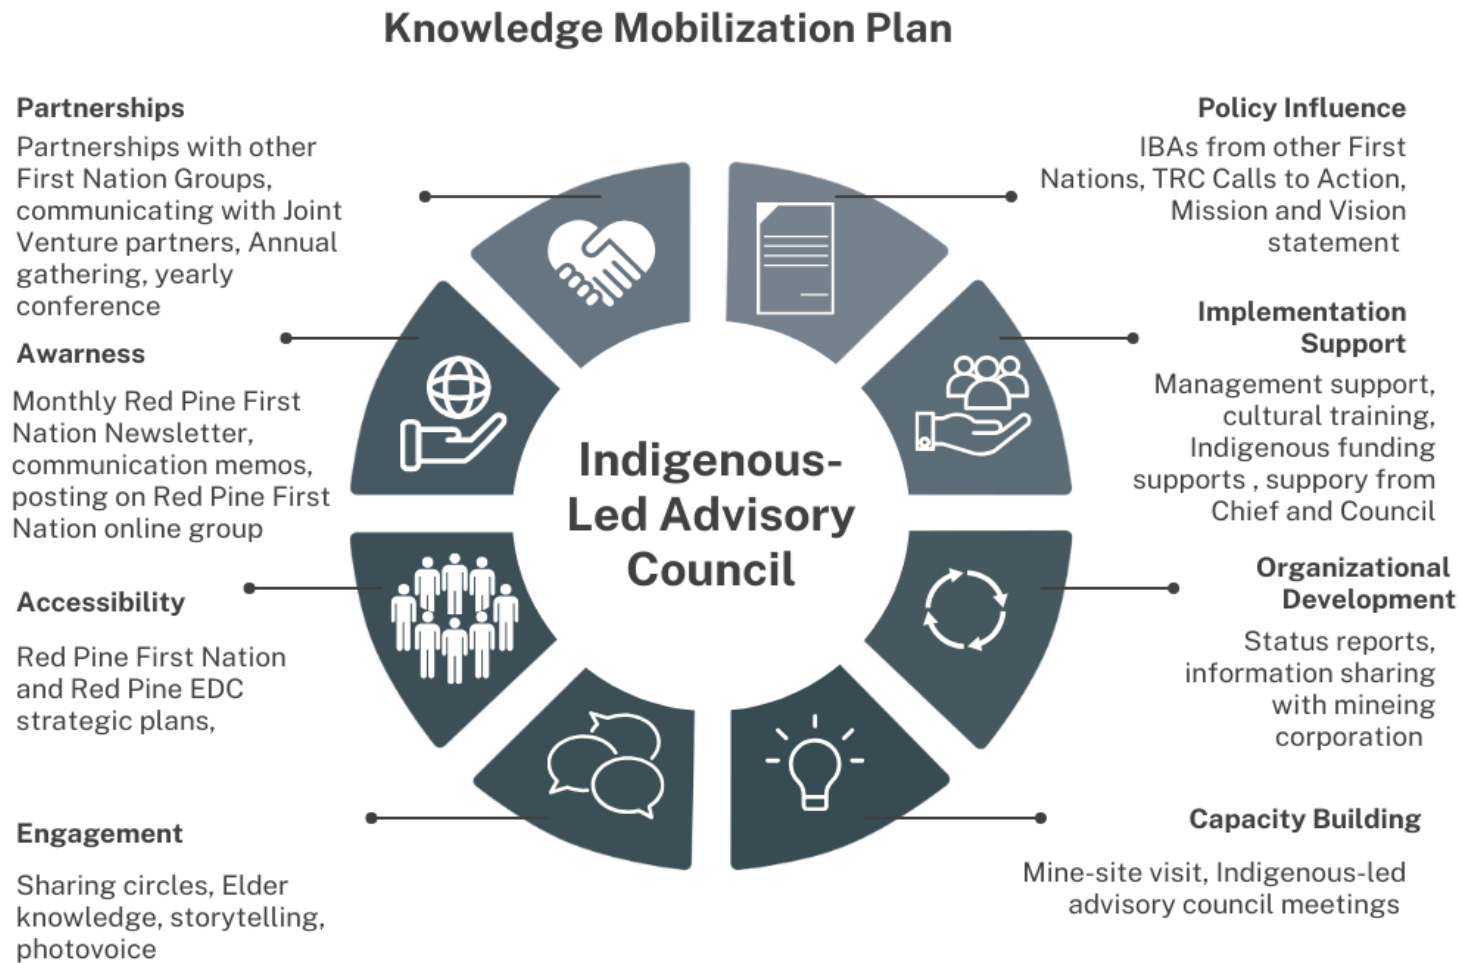 Knowledge Mobilization Plan
Partnerships
Partnerships with other
First Nation Groups,
communicating with Joint
Venture partners, Annual
gathering, yearly
conference
Awarness
Monthly Red Pine First
Nation Newsletter,
communication memos,
posting on Red Pine First
Nation online group
Accessibility
Red Pine First Nation
and Red Pine EDC
strategic plans,
Engagement
Sharing circles, Elder
knowledge, storytelling,
photovoice
Indigenous-
Led Advisory
Council
Policy Influence
IBAs from other First
Nations, TRC Calls to Action,
Mission and Vision
statement
Implementation
Support
Management support,
cultural training,
Indigenous funding
supports , suppory from
Chief and Council
Organizational
Development
Status reports,
information sharing
with mineing
corporation
Capacity Building
Mine-site visit, Indigenous-led
advisory council meetings